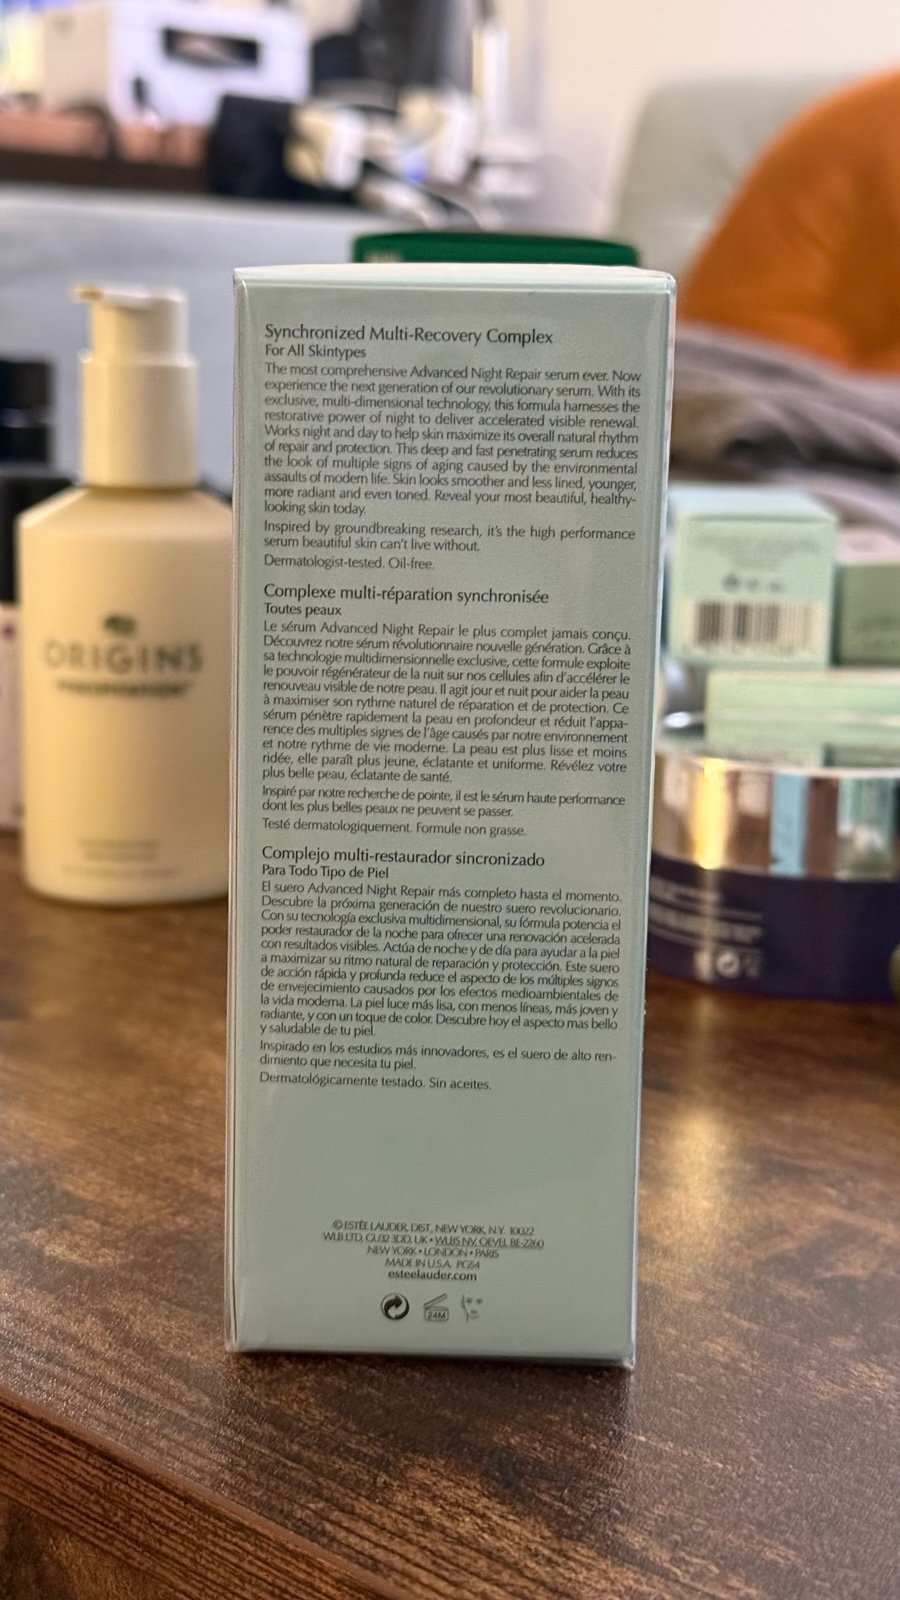 Synchronized Multi-Recovery Complex
For All Skintypes
The most comprehensive Advanced Night Repair serum ever. Now
experience the next generation of our revolutionary serum. With its
exclusive, multi-dimensional technology, this formula harnesses the
restorative power of night to deliver accelerated visible renewal.
Works night and day to help skin maximize its overall natural rhythm
of repair and protection. This deep and fast penetrating serum reduces
the look of multiple signs of aging caused by the environmental
assaults of modern life. Skin looks smoother and less lined, younger,
more radiant and even toned. Reveal your most beautiful, healthy-
looking skin today.
Inspired by groundbreaking research, it's the high performance
serum beautiful skin can't live without.
Dermatologist-tested. Oil-free.
Complexe multi-réparation synchronisée
Toutes peaux
Le sérum Advanced Night Repair le plus complet jamais conçu.
Découvrez notre sérum révolutionnaire nouvelle génération. Grâce à
sa technologie multidimensionnelle exclusive, cette formule exploite
le pouvoir régénérateur de la nuit sur nos cellules afin d'accélérer le
renouveau visible de notre peau. Il agit jour et nuit pour aider la peau
à maximiser son rythme naturel de réparation et de protection. Ce
sérum pénètre rapidement la peau en profondeur et réduit l'appa-
rence des multiples signes de l'âge causés par notre environnement
et notre rythme de vie moderne. La peau est plus lisse et moins
ridée, elle paraît plus jeune, éclatante et uniforme. Révélez votre
plus belle peau, éclatante de santé.
Inspiré par notre recherche de pointe, il est le sérum haute performance
dont les plus belles peaux ne peuvent se passer.
Testé dermatologiquement. Formule non grasse.
Complejo multi-restaurador sincronizado
Para Todo Tipo de Piel
El suero Advanced Night Repair más completo hasta el momento.
Descubre la próxima generación de nuestro suero revolucionario.
Con su tecnología exclusiva multidimensional, su fórmula potencia el
poder restaurador de la noche para ofrecer una renovación acelerada
con resultados visibles. Actúa de noche y de día para ayudar a la piel
a maximizar su ritmo natural de reparación y protección. Este suero
de acción rápida y profunda reduce el aspecto de los múltiples signos
de envejecimiento causados por los efectos medioambientales de
la vida moderna. La piel luce más lisa, con menos líneas, más joven y
radiante, y con un toque de color. Descubre hoy el aspecto mas bello
y saludable de tu piel.
Inspirado en los estudios más innovadores, es el suero de alto ren-
dimiento que necesita tu piel.
Dermatológicamente testado. Sin aceites.
© ESTĒE LAUDER, DIST., NEW YORK, N.Y. 10022
WLB LTD, GU32 3DD, UK • WLBS NV, OEVEL BE-2260
NEW YORK • LONDON • PARIS
MADE IN U.S.A. PG54
esteelauder.com
24M
ORIGINS